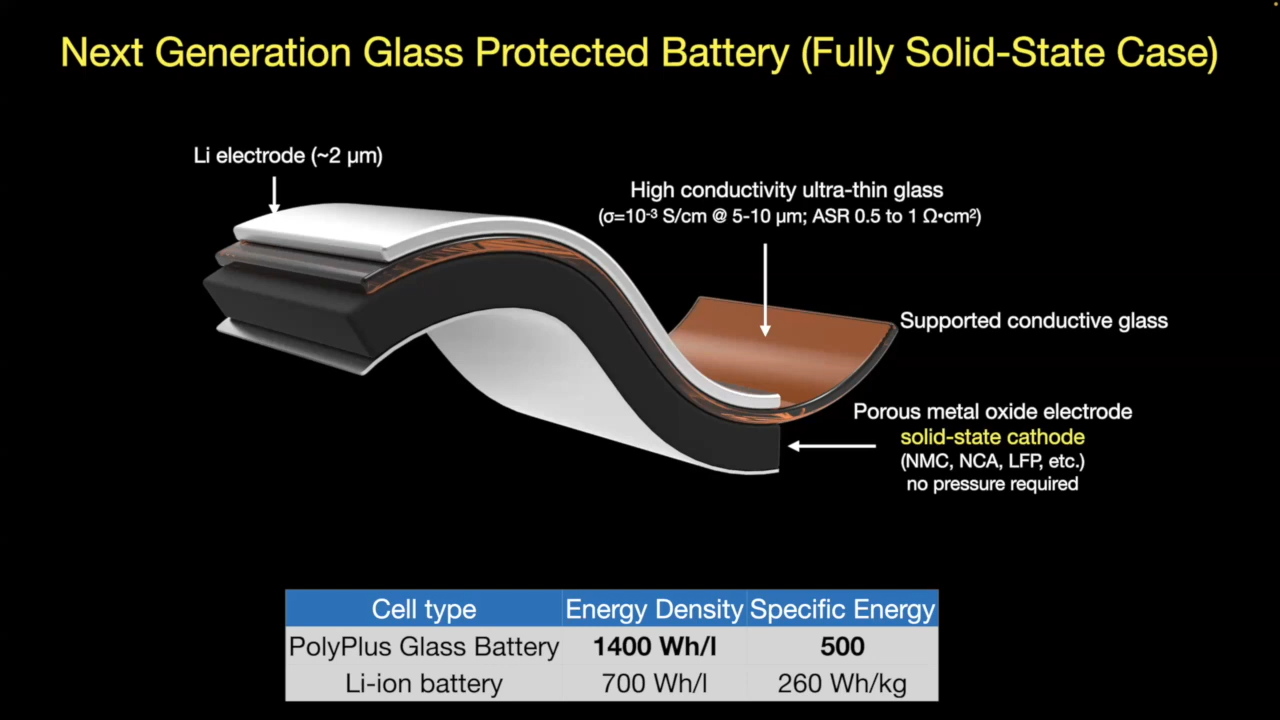 Next Generation Glass Protected Battery (Fully Solid-State Case)
Li electrode (~2 μm)
High conductivity ultra-thin glass
(σ=10⁻³ S/cm @ 5-10 μm; ASR 0.5 to 1 Ω•cm²)
Supported conductive glass
Porous metal oxide electrode
solid-state cathode
(NMC, NCA, LFP, etc.)
no pressure required
Cell type Energy Density Specific Energy
PolyPlus Glass Battery 1400 Wh/l 500
Li-ion battery 700 Wh/l 260 Wh/kg